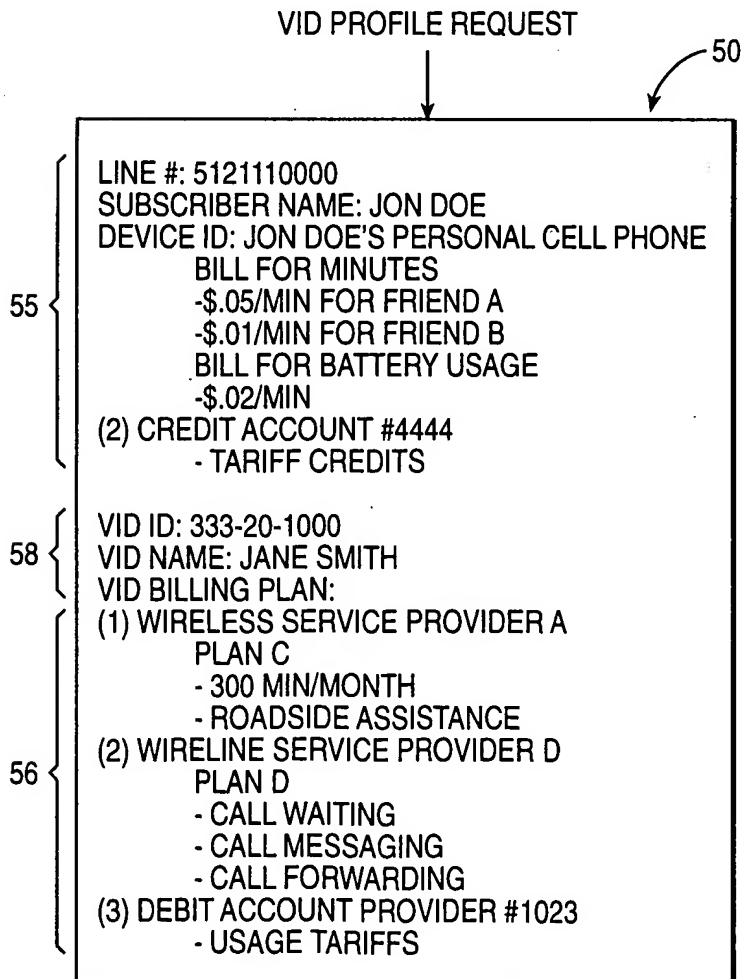 VID PROFILE REQUEST
50
LINE #: 5121110000
SUBSCRIBER NAME: JON DOE
DEVICE ID: JON DOE'S PERSONAL CELL PHONE
BILL FOR MINUTES
-$.05/MIN FOR FRIEND A
55
-$.01/MIN FOR FRIEND B
BILL FOR BATTERY USAGE
-$.02/MIN
(2) CREDIT ACCOUNT #4444
- TARIFF CREDITS
VID ID: 333-20-1000
58
VID NAME: JANE SMITH
VID BILLING PLAN:
(1) WIRELESS SERVICE PROVIDER A
PLAN C
- 300 MIN/MONTH
- ROADSIDE ASSISTANCE
(2) WIRELINE SERVICE PROVIDER D
56
PLAN D
- CALL WAITING
- CALL MESSAGING
- CALL FORWARDING
(3) DEBIT ACCOUNT PROVIDER #1023
- USAGE TARIFFS